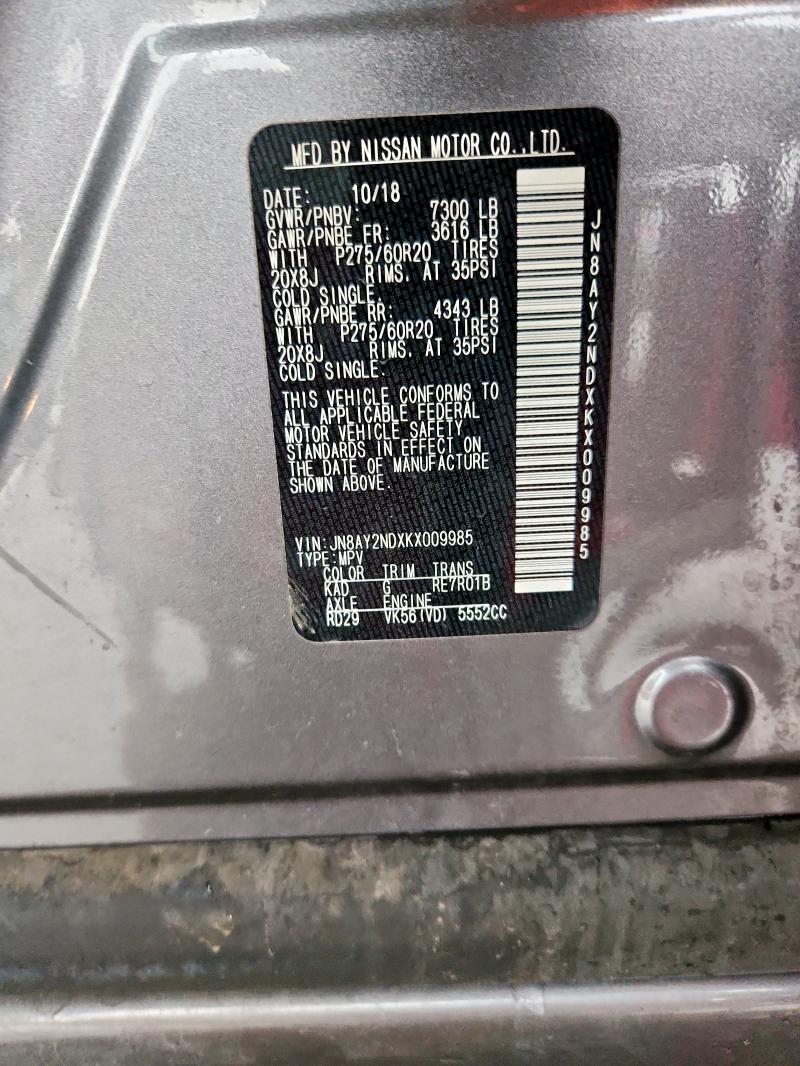 MFD BY NISSAN MOTOR CO.,LTD.
DATE: 10/18
GVWR/PNBV: 7300 LB
GAWR/PNBE FR: 3616 LB
WITH P275/60R20 TIRES
20X8J RIMS, AT 35PSI
COLD SINGLE.
GAWR/PNBE RR: 4343 LB
WITH P275/60R20 TIRES
20X8J RIMS, AT 35PSI
COLD SINGLE.
THIS VEHICLE CONFORMS TO
ALL APPLICABLE FEDERAL
MOTOR VEHICLE SAFETY
STANDARDS IN EFFECT ON
THE DATE OF MANUFACTURE
SHOWN ABOVE.
VIN:JN8AY2NDXKX009985
TYPE:MPV
COLOR TRIM TRANS
KAD G RE7R01B
AXLE ENGINE
RD29 VK56(VD) 5552CC
JN8AY2NDXKX009985